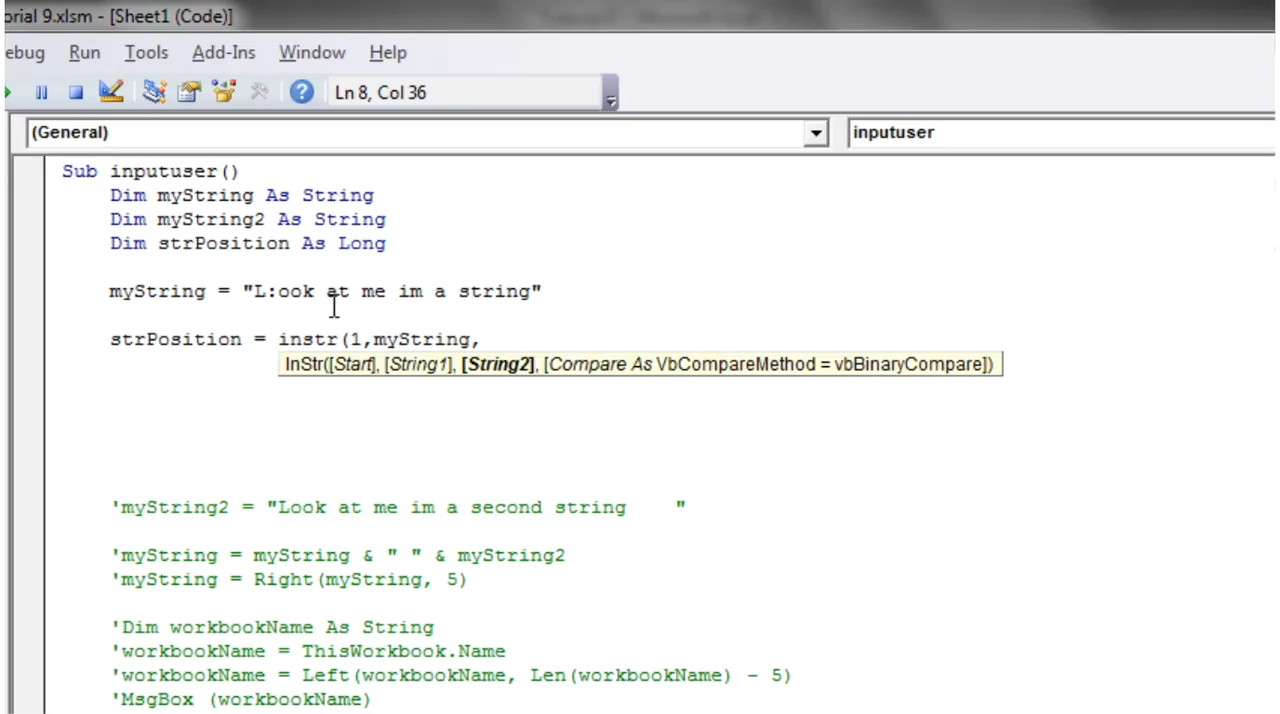 orial 9.xlsm - [Sheet1 (Code)]
ebug Run Tools Add-Ins Window Help
Ln 8, Col 36
(General) inputuser
Sub inputuser()
Dim myString As String
Dim myString2 As String
Dim strPosition As Long
myString = "L:ook at me im a string"
strPosition = instr(1,myString,
InStr([Start], [String1], [String2], [Compare As VbCompareMethod = vbBinaryCompare])
'myString2 = "Look at me im a second string    "
'myString = myString & " " & myString2
'myString = Right(myString, 5)
'Dim workbookName As String
'workbookName = ThisWorkbook.Name
'workbookName = Left(workbookName, Len(workbookName) - 5)
'MsgBox (workbookName)